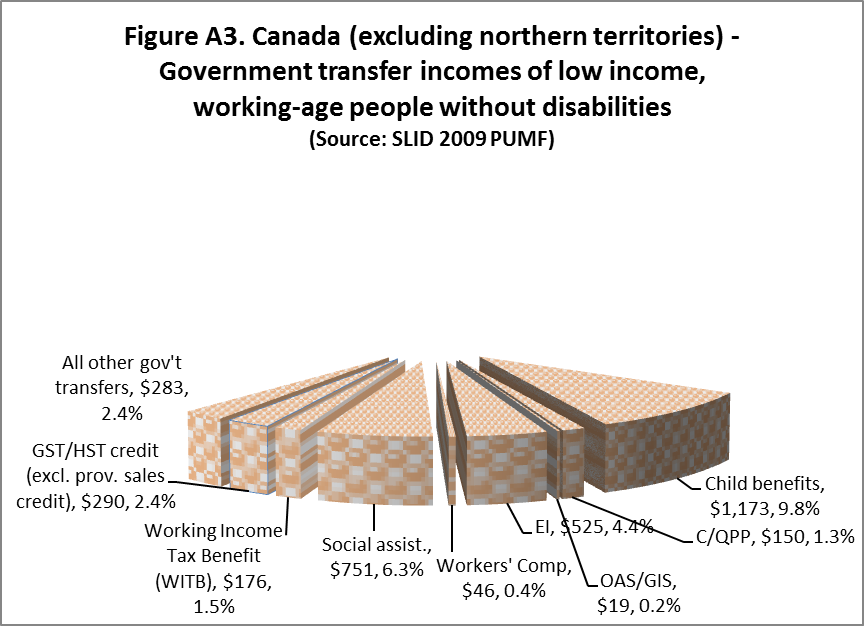 Figure A3. Canada (excluding northern territories) -
Government transfer incomes of low income,
working-age people without disabilities
(Source: SLID 2009 PUMF)
All other gov't
transfers, $283,
2.4%
GST/HST credit
(excl. prov. sales
credit), $290, 2.4%
Working Income
Tax Benefit
(WITB), $176,
1.5%
Social assist.,
$751, 6.3%
Workers' Comp,
$46, 0.4%
EI, $525, 4.4%
OAS/GIS,
$19, 0.2%
C/QPP, $150, 1.3%
Child benefits,
$1,173, 9.8%